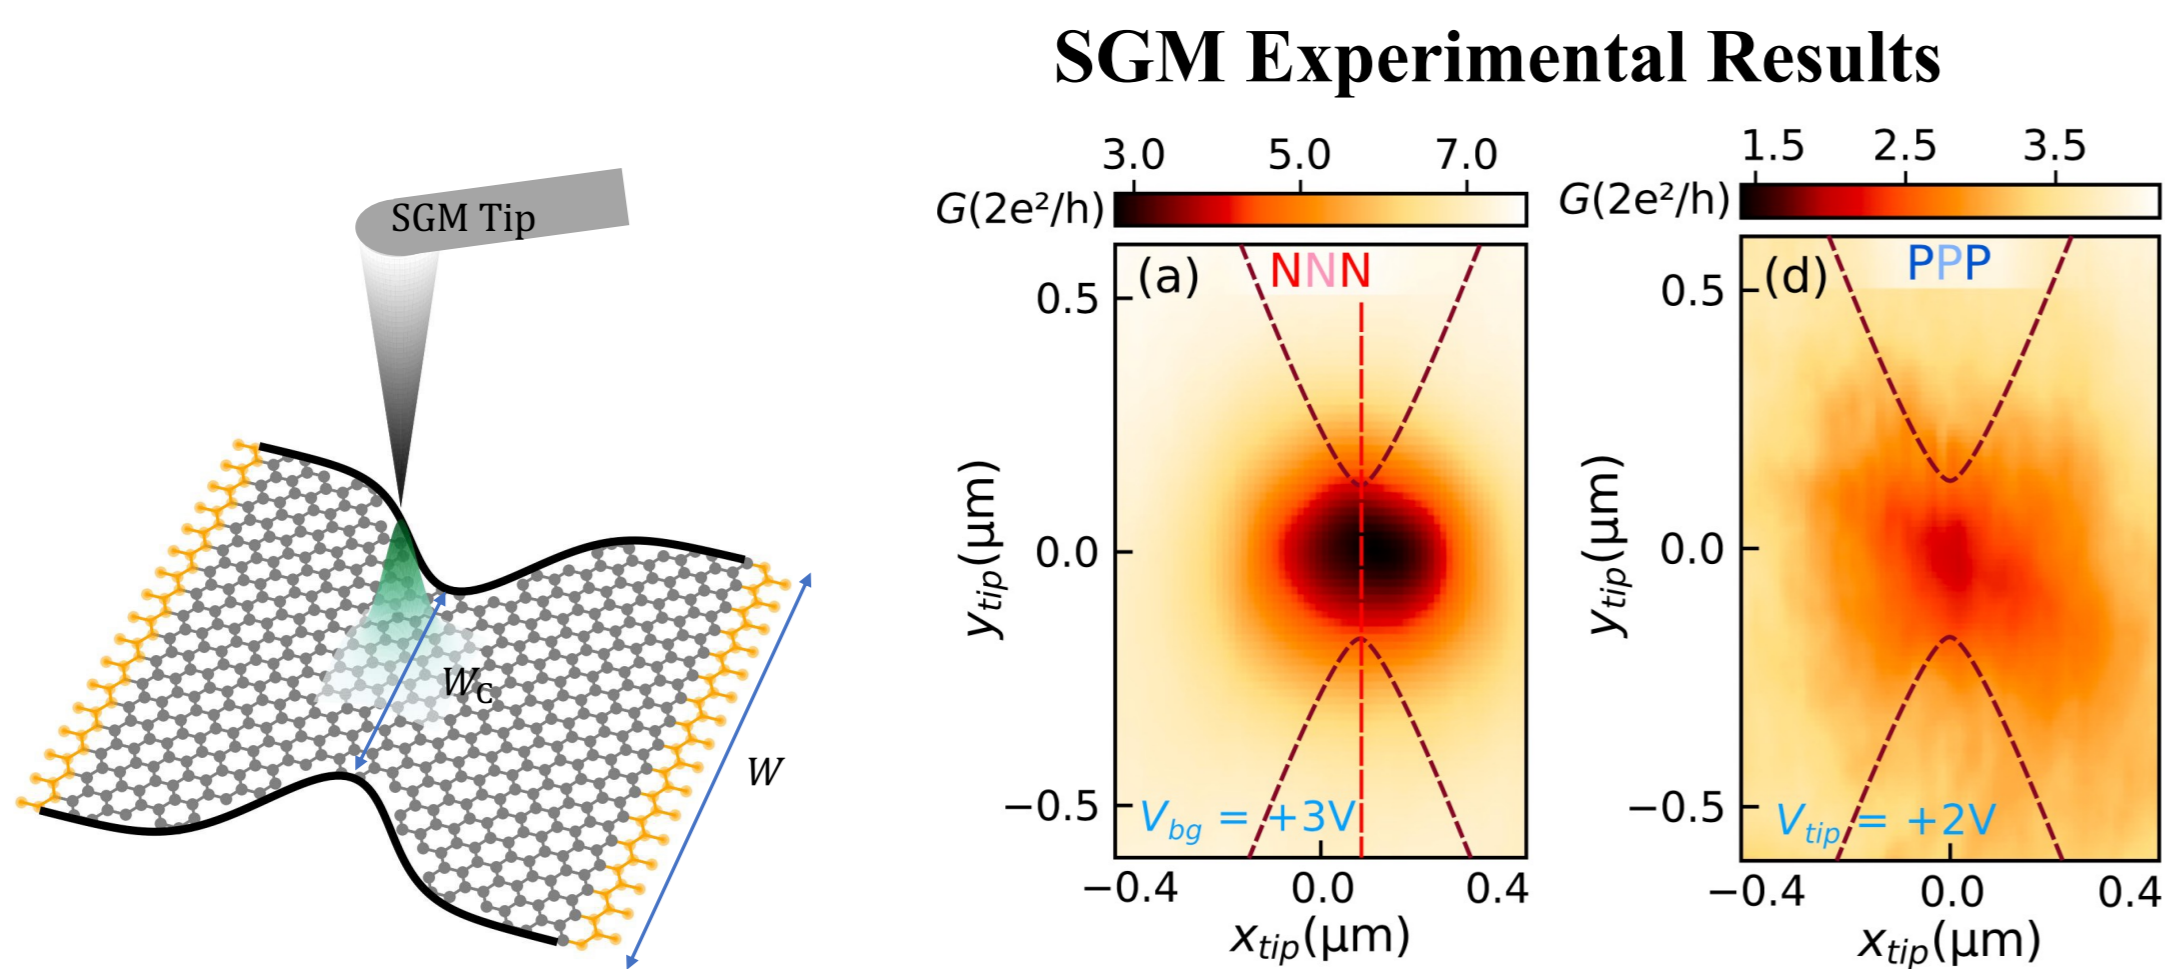 SGM Experimental Results
SGM Tip
W_C
W
3.0 5.0 7.0
G(2e²/h)
(a) NNN
0.5
0.0
−0.5
y_tip(μm)
V_bg = +3V
−0.4 0.0 0.4
x_tip(μm)
1.5 2.5 3.5
G(2e²/h)
(d) PPP
0.5
0.0
−0.5
y_tip(μm)
V_tip = +2V
−0.4 0.0 0.4
x_tip(μm)